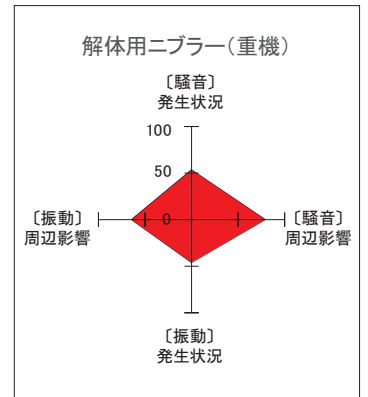 解体用ニブラー（重機）
〔騒音〕
発生状況
100
50
0
〔振動〕
周辺影響
〔騒音〕
周辺影響
〔振動〕
発生状況